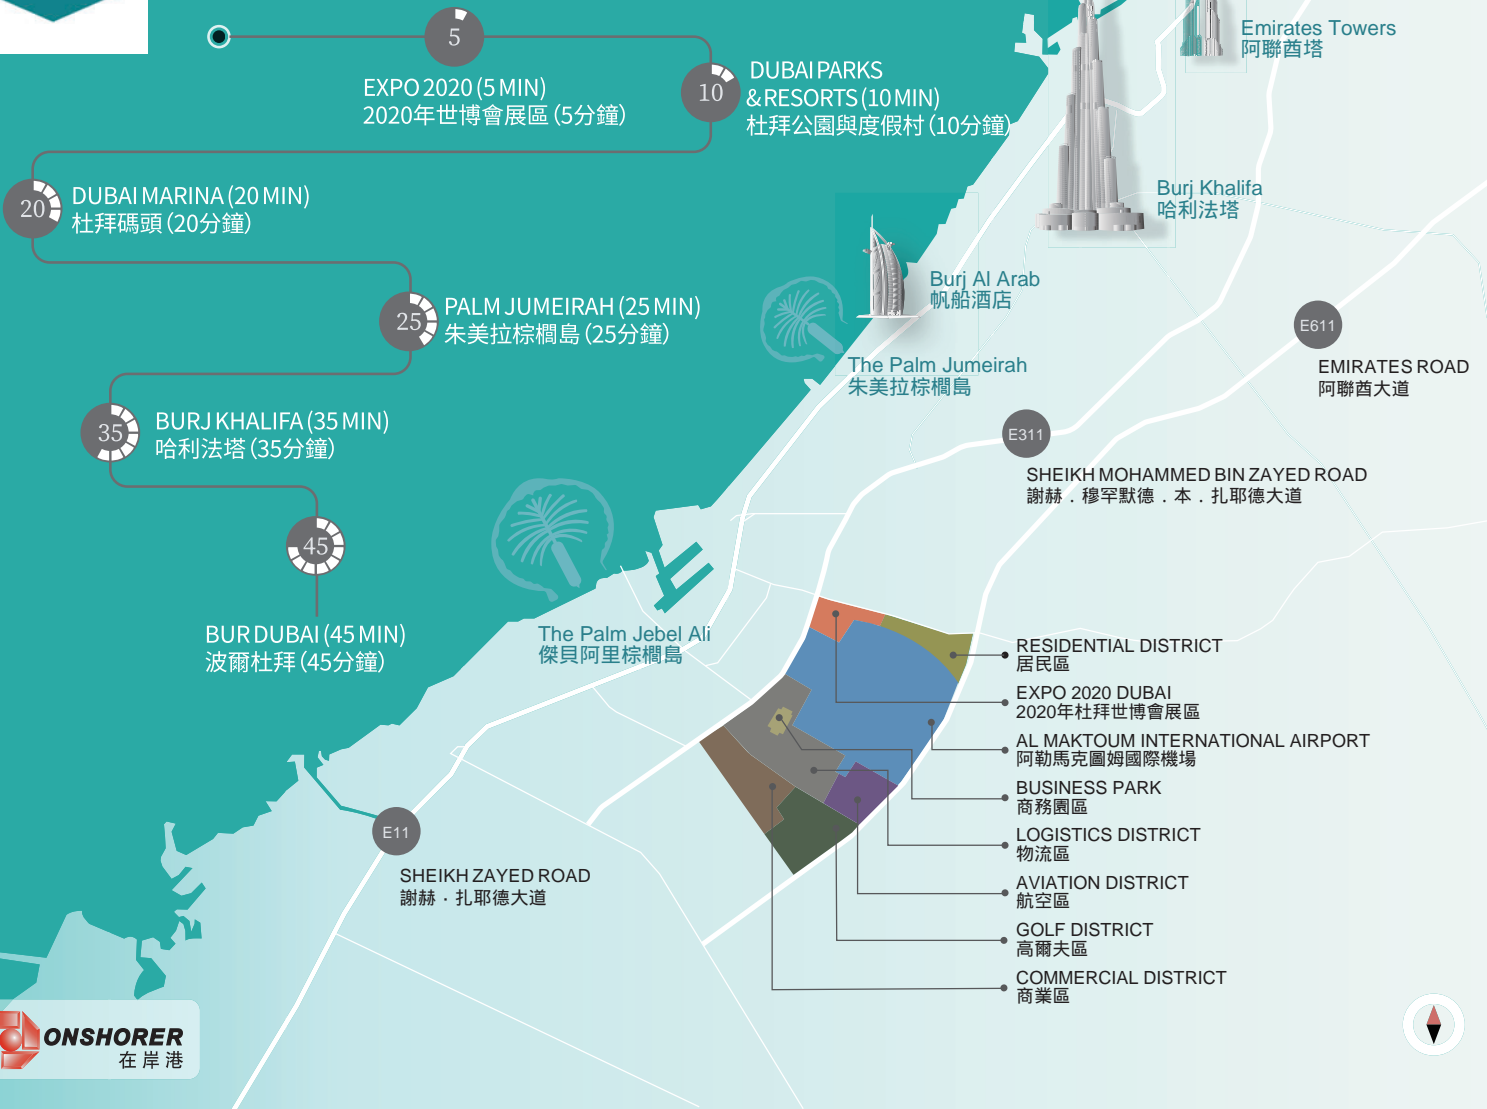 5
EXPO 2020 (5 MIN)
2020年世博會展區 (5分鐘)
10
DUBAI PARKS
& RESORTS (10 MIN)
杜拜公園與度假村 (10分鐘)
20
DUBAI MARINA (20 MIN)
杜拜碼頭 (20分鐘)
25
PALM JUMEIRAH (25 MIN)
朱美拉棕櫚島 (25分鐘)
35
BURJ KHALIFA (35 MIN)
哈利法塔 (35分鐘)
45
BUR DUBAI (45 MIN)
波爾杜拜 (45分鐘)
Emirates Towers
阿聯酋塔
Burj Khalifa
哈利法塔
Burj Al Arab
帆船酒店
The Palm Jumeirah
朱美拉棕櫚島
E611
EMIRATES ROAD
阿聯酋大道
E311
SHEIKH MOHAMMED BIN ZAYED ROAD
謝赫．穆罕默德．本．扎耶德大道
The Palm Jebel Ali
傑貝阿里棕櫚島
E11
SHEIKH ZAYED ROAD
謝赫．扎耶德大道
RESIDENTIAL DISTRICT
居民區
EXPO 2020 DUBAI
2020年杜拜世博會展區
AL MAKTOUM INTERNATIONAL AIRPORT
阿勒馬克圖姆國際機場
BUSINESS PARK
商務園區
LOGISTICS DISTRICT
物流區
AVIATION DISTRICT
航空區
GOLF DISTRICT
高爾夫區
COMMERCIAL DISTRICT
商業區
ONSHORER
在岸港